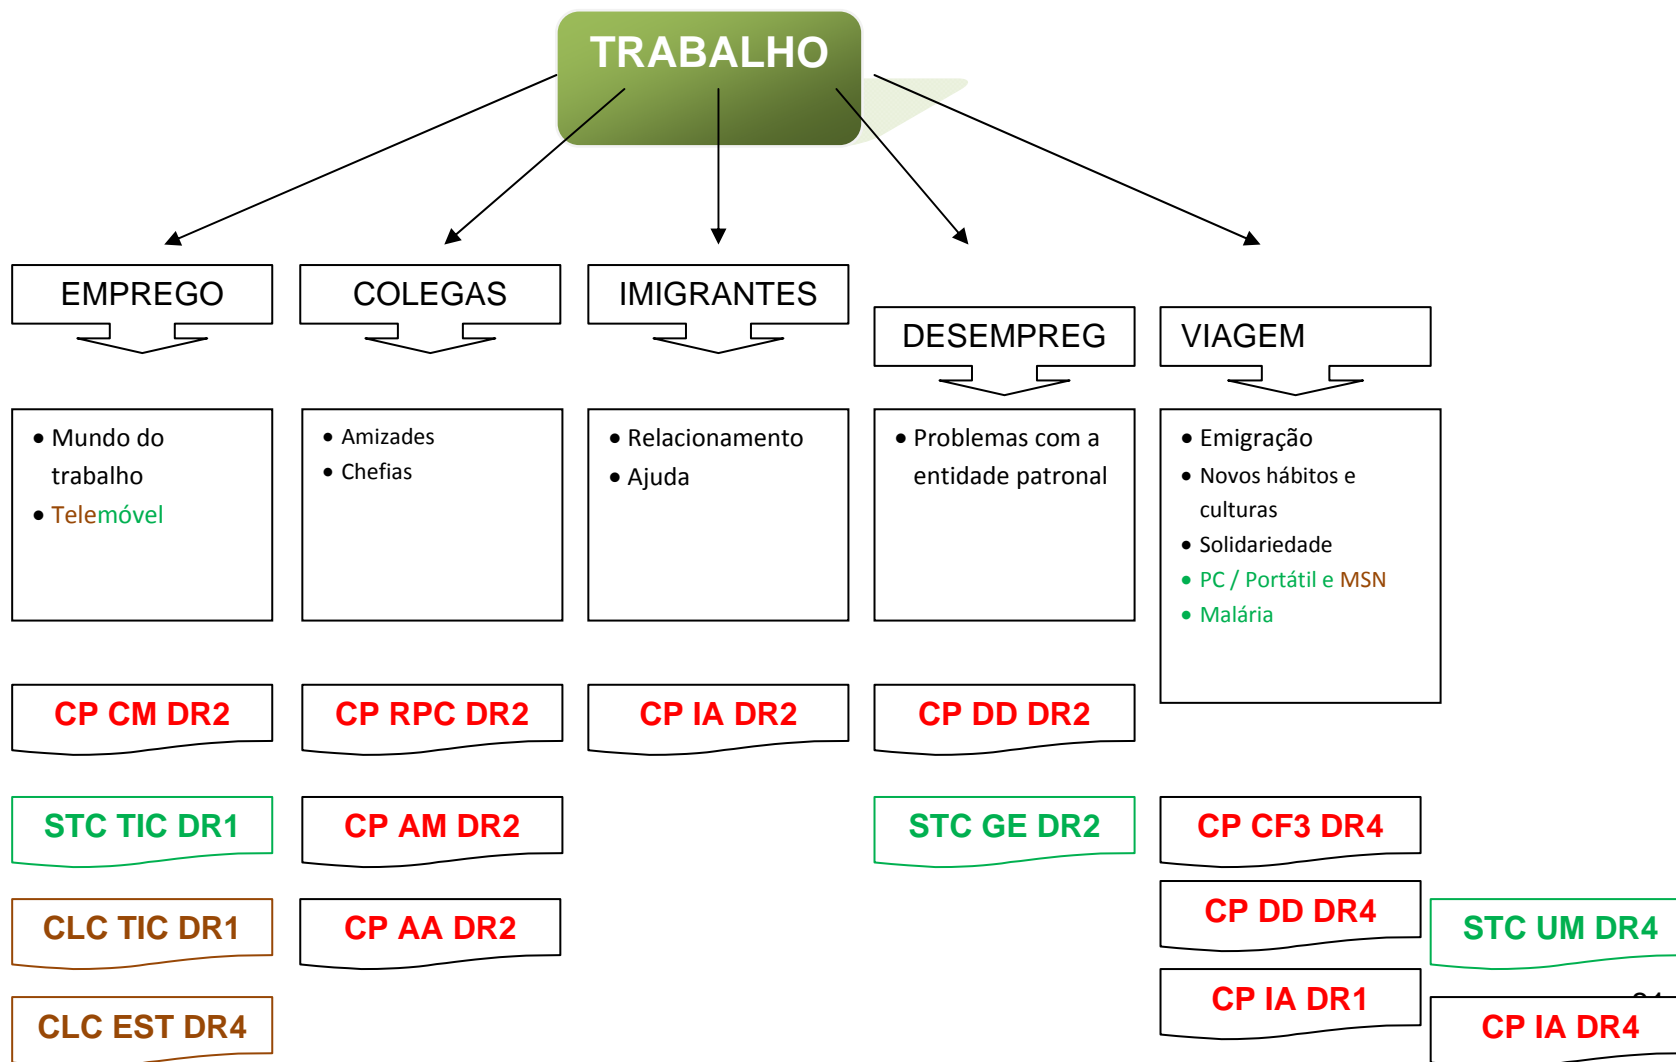 TRABALHO
EMPREGO
COLEGAS
IMIGRANTES
DESEMPREG
VIAGEM
• Mundo do
trabalho
• Telemóvel
• Amizades
• Chefias
• Relacionamento
• Ajuda
• Problemas com a
entidade patronal
• Emigração
• Novos hábitos e
culturas
• Solidariedade
• PC / Portátil e MSN
• Malária
CP CM DR2
CP RPC DR2
CP IA DR2
CP DD DR2
STC TIC DR1
CP AM DR2
STC GE DR2
CP CF3 DR4
CLC TIC DR1
CP AA DR2
CP DD DR4
STC UM DR4
CLC EST DR4
CP IA DR1
CP IA DR4